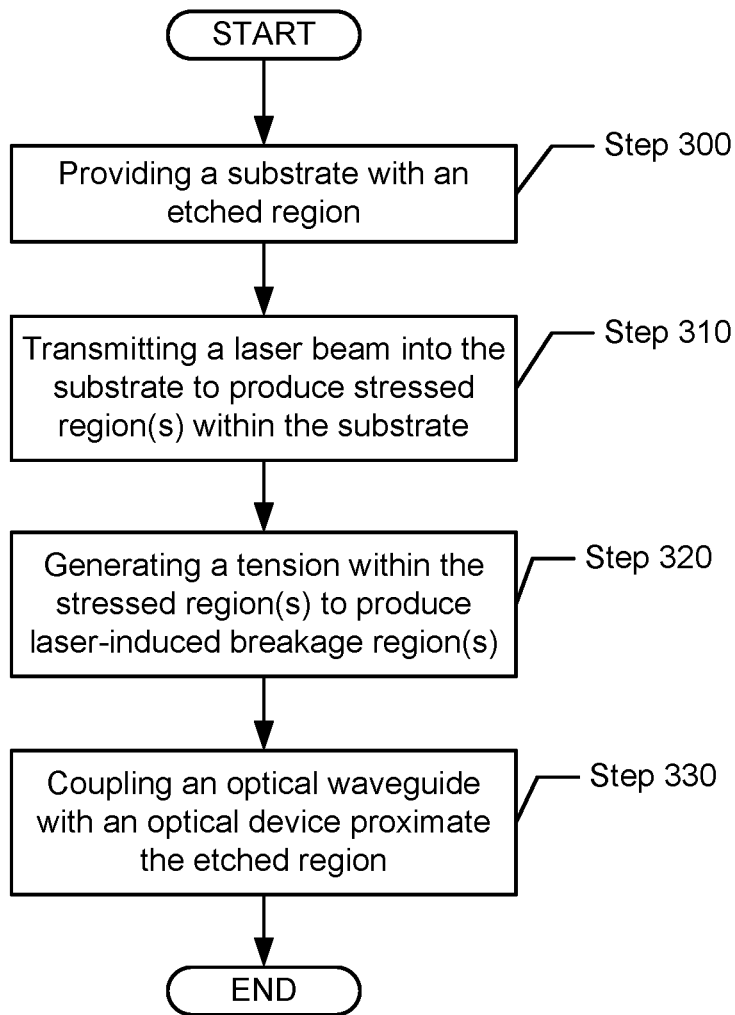 START
Providing a substrate with an
etched region
Step 300
Transmitting a laser beam into the
substrate to produce stressed
region(s) within the substrate
Step 310
Generating a tension within the
stressed region(s) to produce
laser-induced breakage region(s)
Step 320
Coupling an optical waveguide
with an optical device proximate
the etched region
Step 330
END